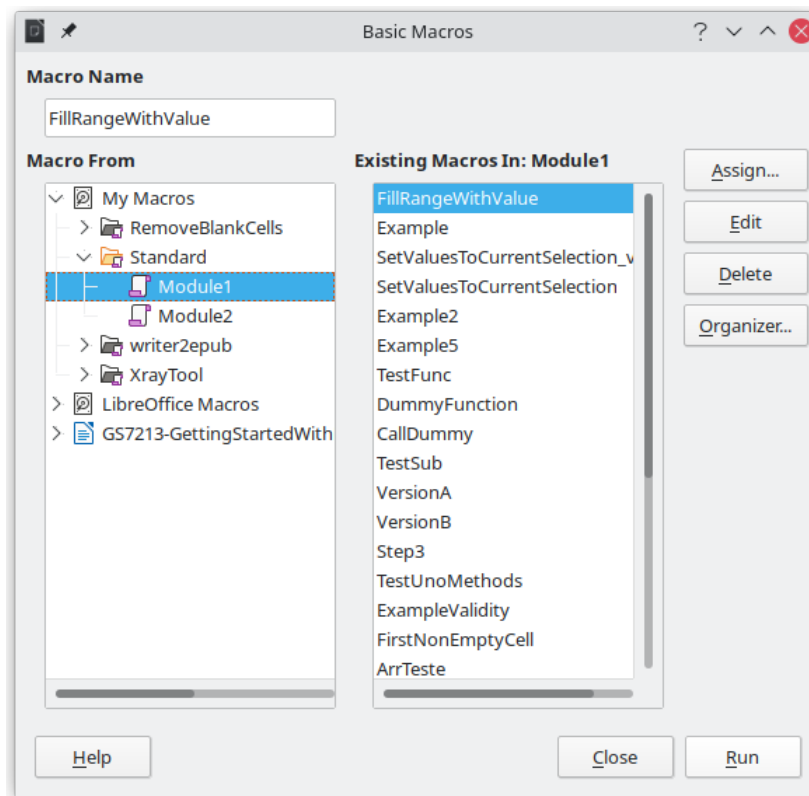 Basic Macros
Macro Name
FillRangeWithValue
Macro From
My Macros
RemoveBlankCells
Standard
Module1
Module2
writer2epub
XrayTool
LibreOffice Macros
GS7213-GettingStartedWith
Existing Macros In: Module1
FillRangeWithValue
Example
SetValuesToCurrentSelection_v
SetValuesToCurrentSelection
Example2
Example5
TestFunc
DummyFunction
CallDummy
TestSub
VersionA
VersionB
Step3
TestUnoMethods
ExampleValidity
FirstNonEmptyCell
ArrTeste
Assign...
Edit
Delete
Organizer...
Help
Close
Run